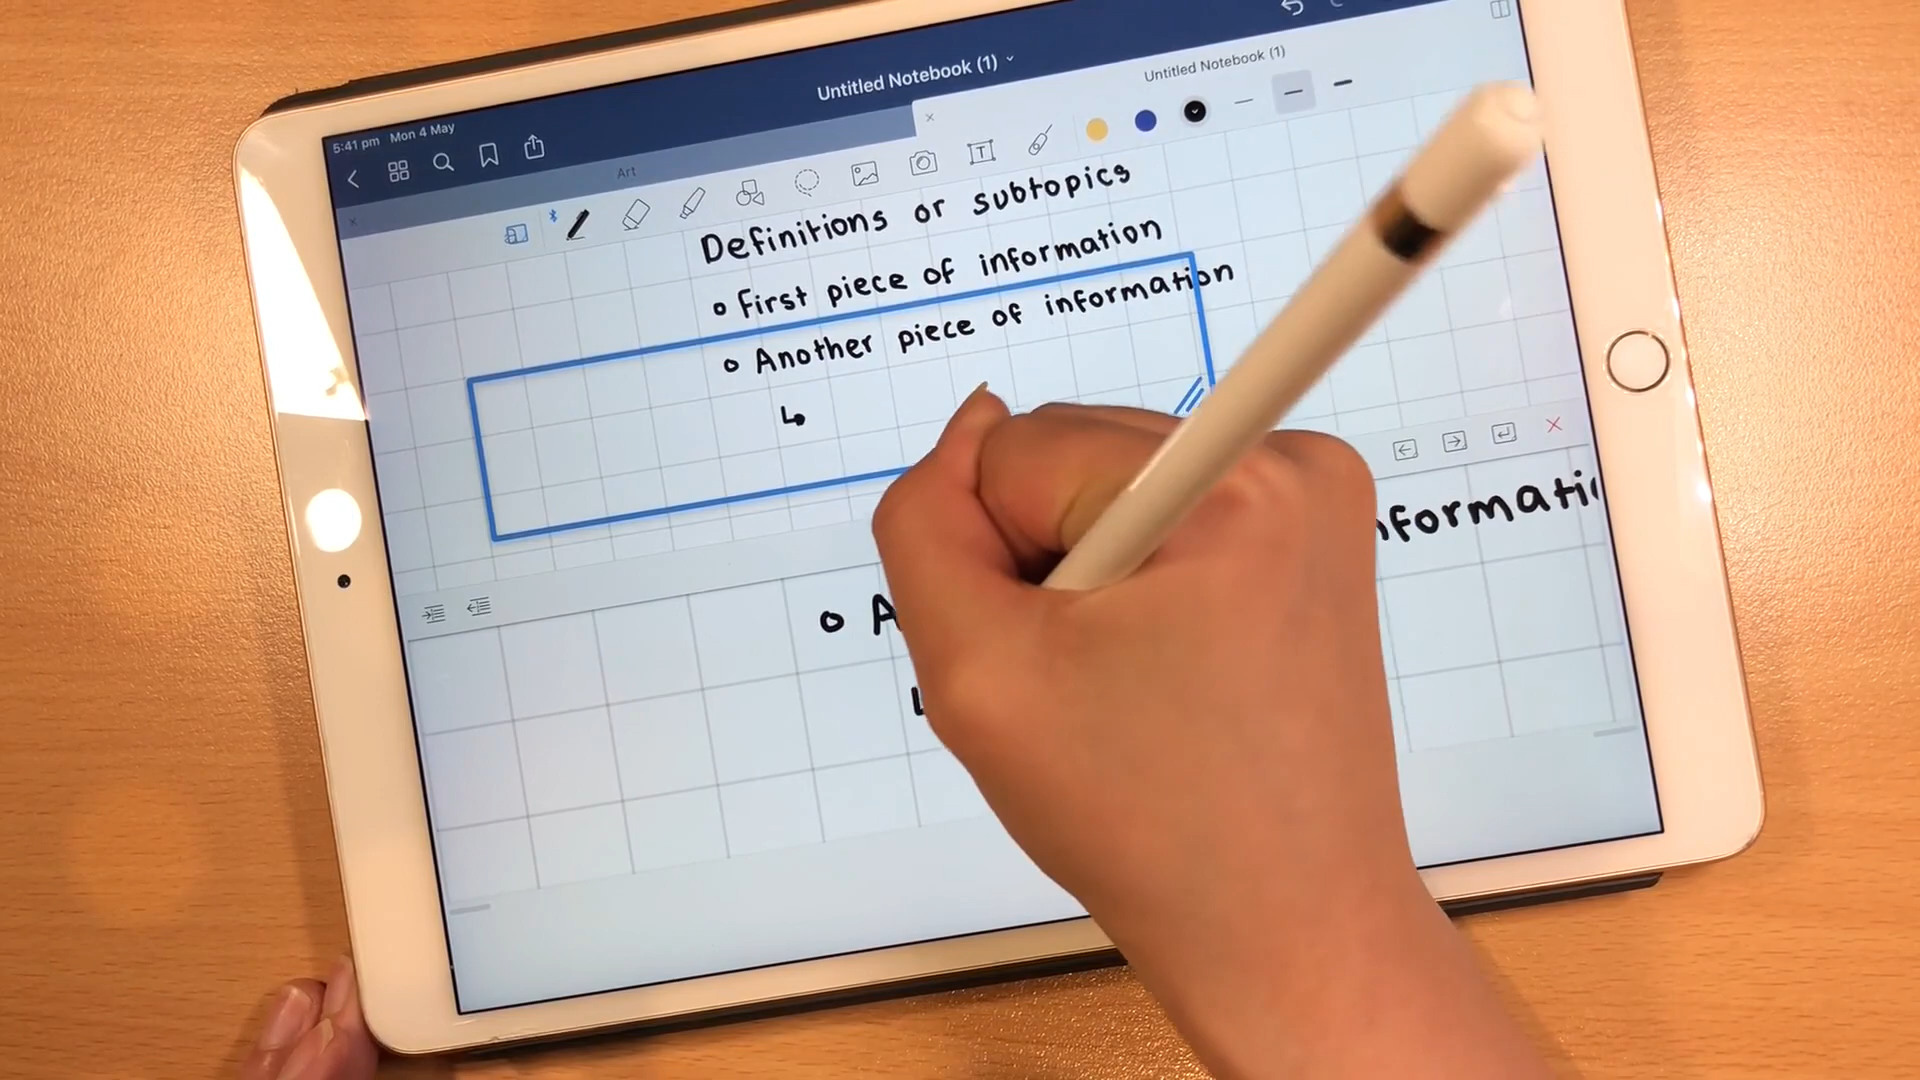 5:41 pm Mon 4 May
Untitled Notebook (1)
Art
Untitled Notebook (1)
T
Definitions or subtopics
First piece of information
Another piece of information
A
nformatio